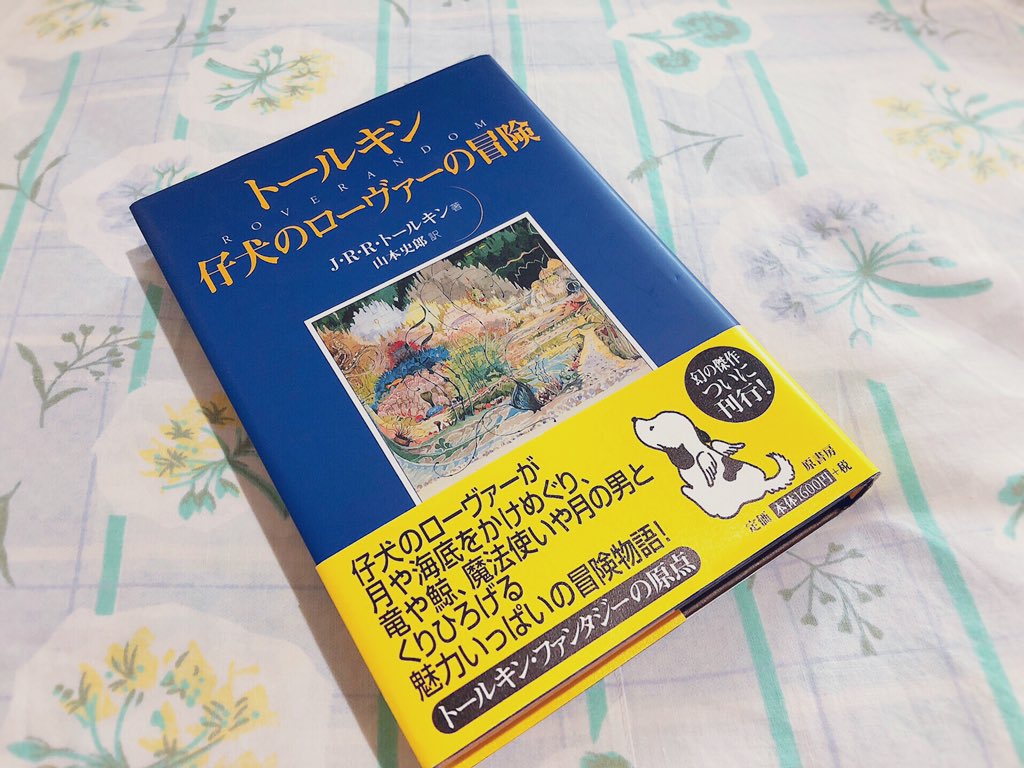 トールキン
ROVERANDOM
仔犬のローヴァーの冒険
J・R・R・トールキン 著
山本史郎 訳
幻の傑作
ついに
刊行!
仔犬のローヴァーが
月や海底をかけめぐり、
竜や鯨、魔法使いや月の男と
くりひろげる
魅力いっぱいの冒険物語!
トールキン・ファンタジーの原点
原書房
定価 本体1600円+税